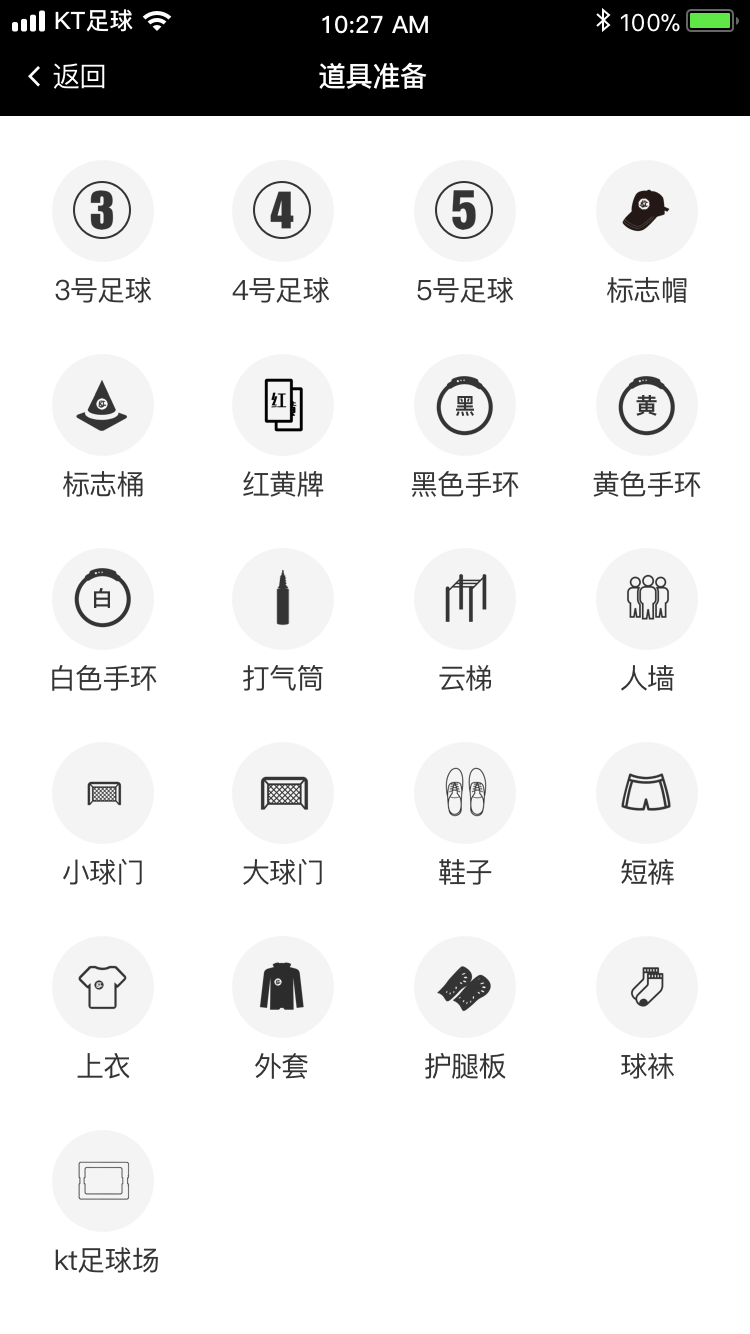 KT足球 10:27 AM 100%
返回 道具准备
3 4 5
3号足球 4号足球 5号足球 标志帽
红 黑 黄
标志桶 红黄牌 黑色手环 黄色手环
白
白色手环 打气筒 云梯 人墙
小球门 大球门 鞋子 短裤
上衣 外套 护腿板 球袜
kt足球场